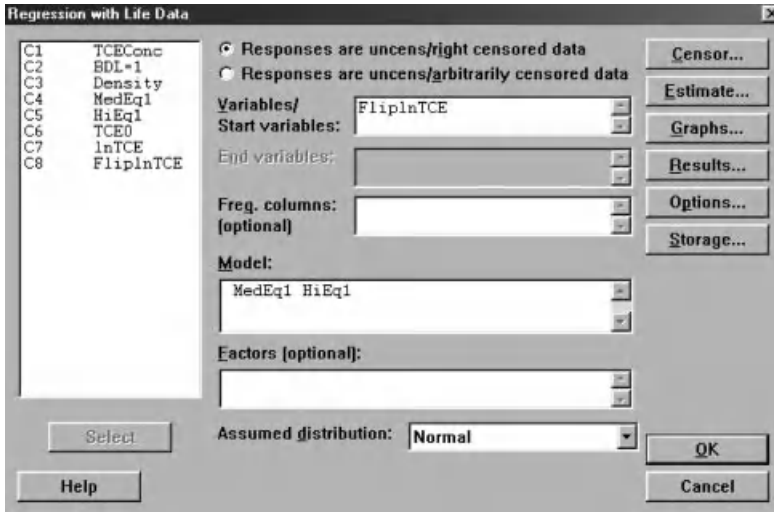 Regression with Life Data
C1 TCEConc
C2 BDL=1
C3 Density
C4 MedEq1
C5 HiEq1
C6 TCE0
C7 lnTCE
C8 FliplnTCE
Responses are uncens/right censored data
Responses are uncens/arbitrarily censored data
Variables/
Start variables:
FliplnTCE
End variables:
Freq. columns:
(optional)
Model:
MedEq1 HiEq1
Factors (optional):
Assumed distribution:
Normal
Select
Help
Censor...
Estimate...
Graphs...
Results...
Options...
Storage...
OK
Cancel